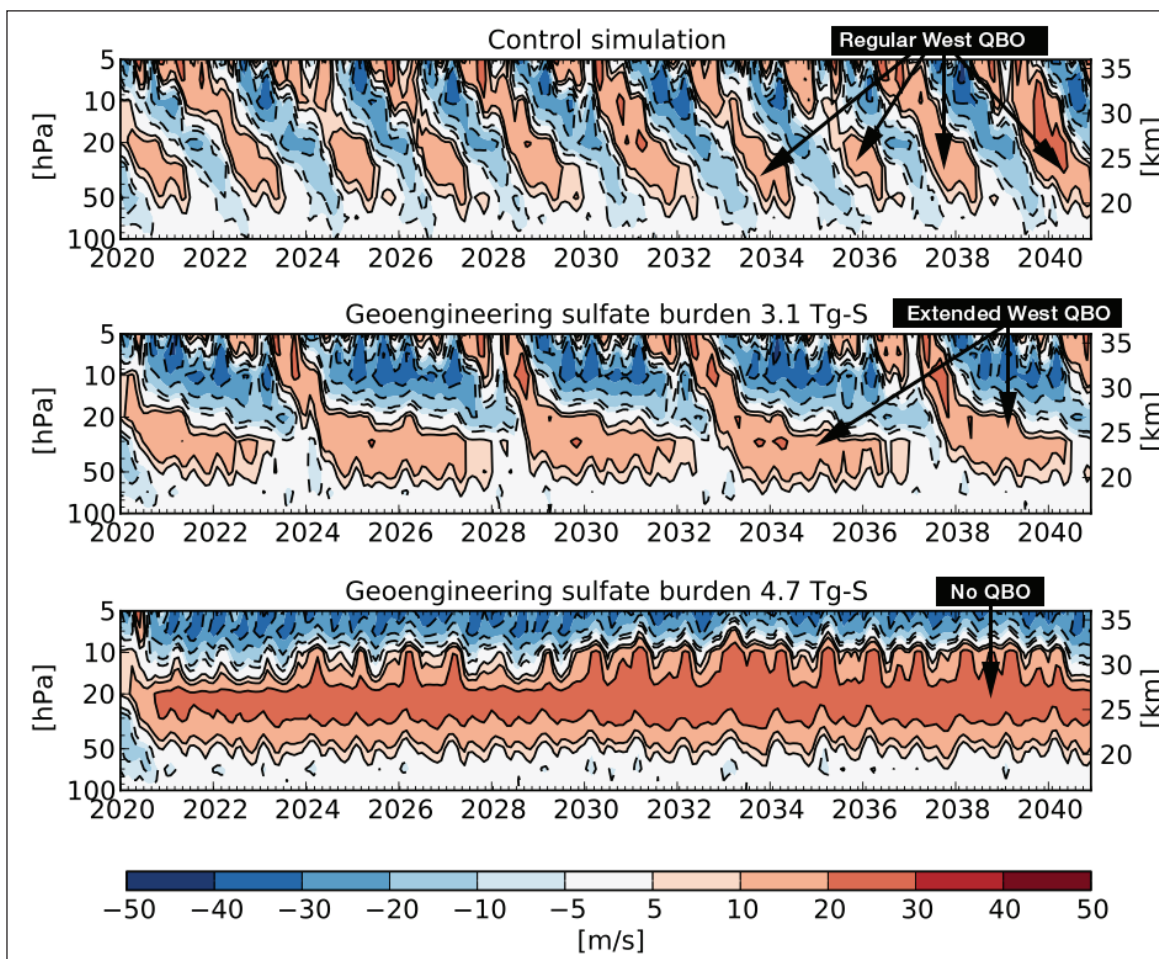 Control simulation
Regular West QBO
5
10
20
50
100
[hPa]
35
30
25
20
[km]
2020 2022 2024 2026 2028 2030 2032 2034 2036 2038 2040
Geoengineering sulfate burden 3.1 Tg-S
Extended West QBO
5
10
20
50
100
[hPa]
35
30
25
20
[km]
2020 2022 2024 2026 2028 2030 2032 2034 2036 2038 2040
Geoengineering sulfate burden 4.7 Tg-S
No QBO
5
10
20
50
100
[hPa]
35
30
25
20
[km]
2020 2022 2024 2026 2028 2030 2032 2034 2036 2038 2040
−50 −40 −30 −20 −10 −5 5 10 20 30 40 50
[m/s]